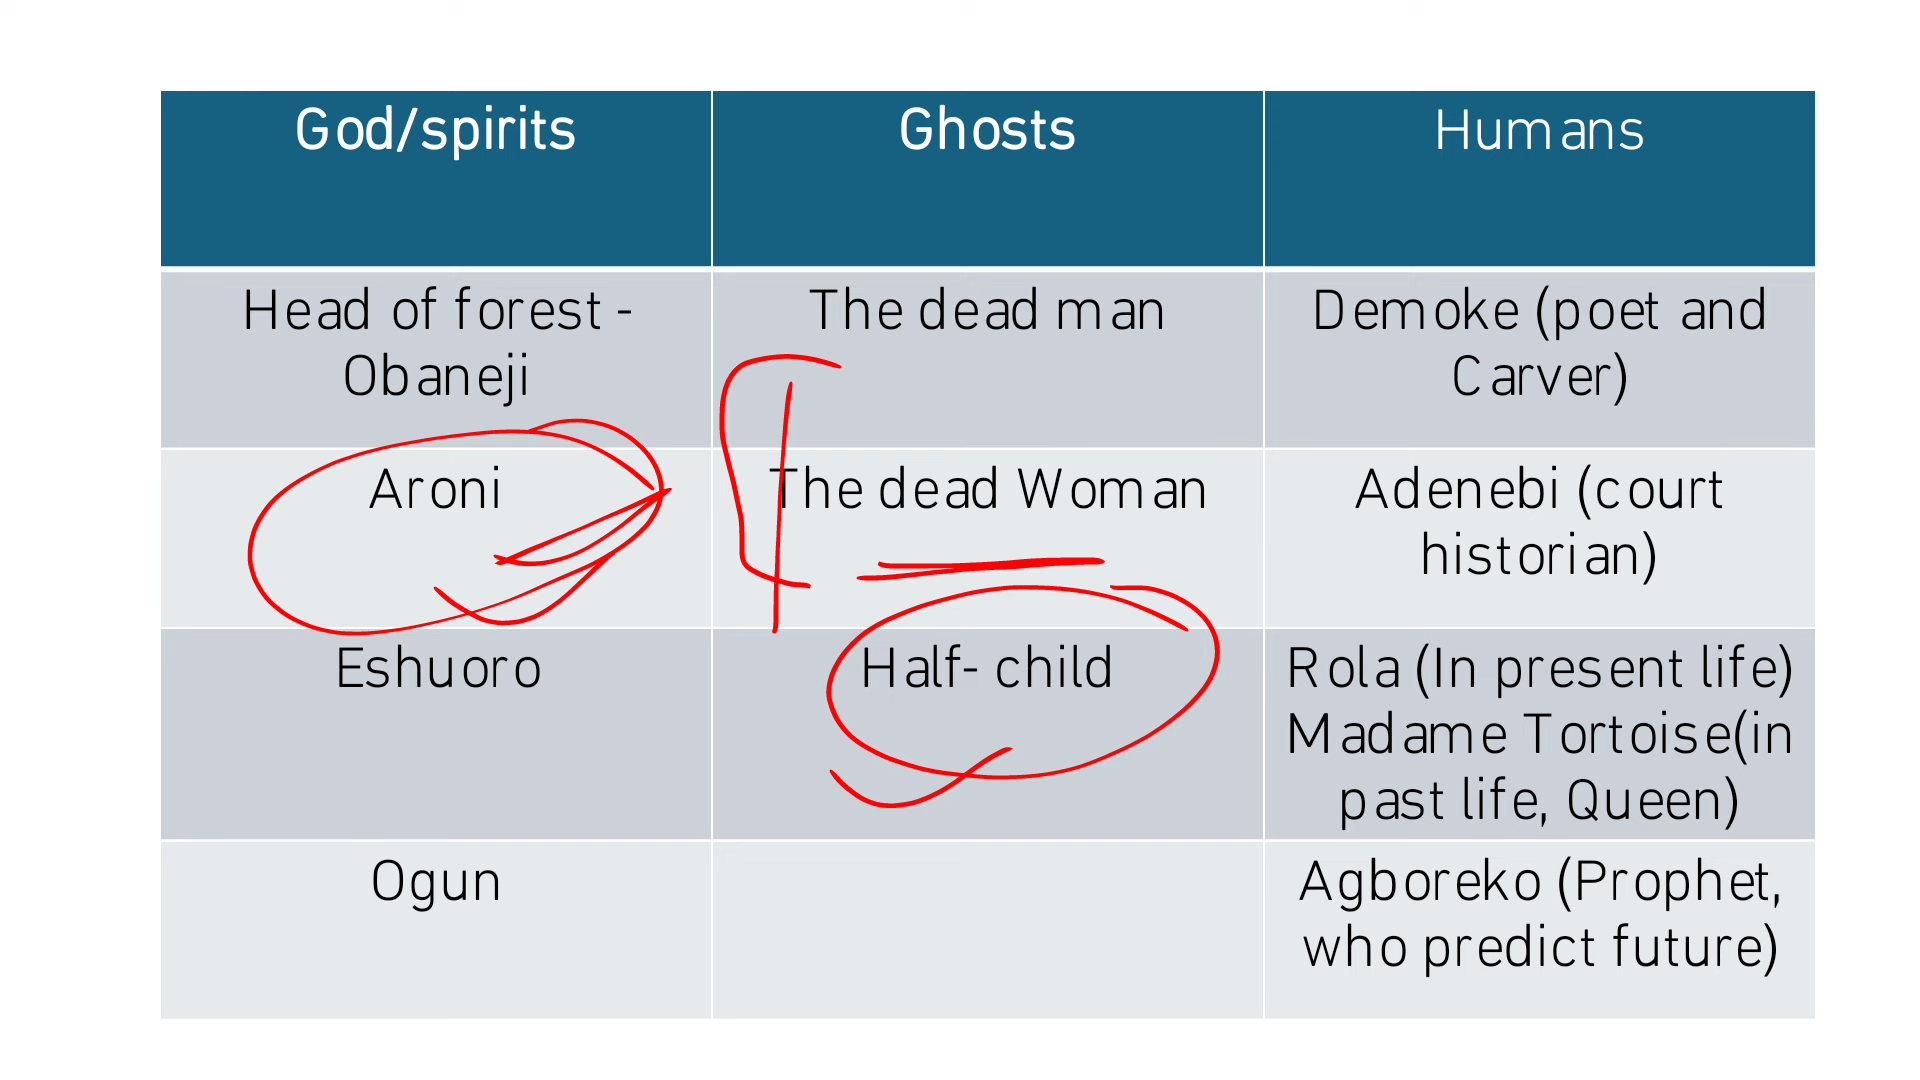 God/spirits
Ghosts
Humans
Head of forest -
Obaneji
The dead man
Demoke (poet and
Carver)
Aroni
The dead Woman
Adenebi (court
historian)
Eshuoro
Half- child
Rola (In present life)
Madame Tortoise(in
past life, Queen)
Ogun
Agboreko (Prophet,
who predict future)